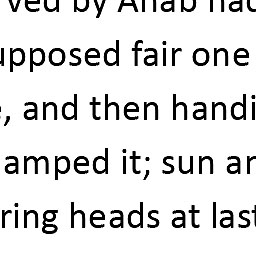 ved by Ahab had
upposed fair one
, and then handi
amped it; sun ar
ring heads at last